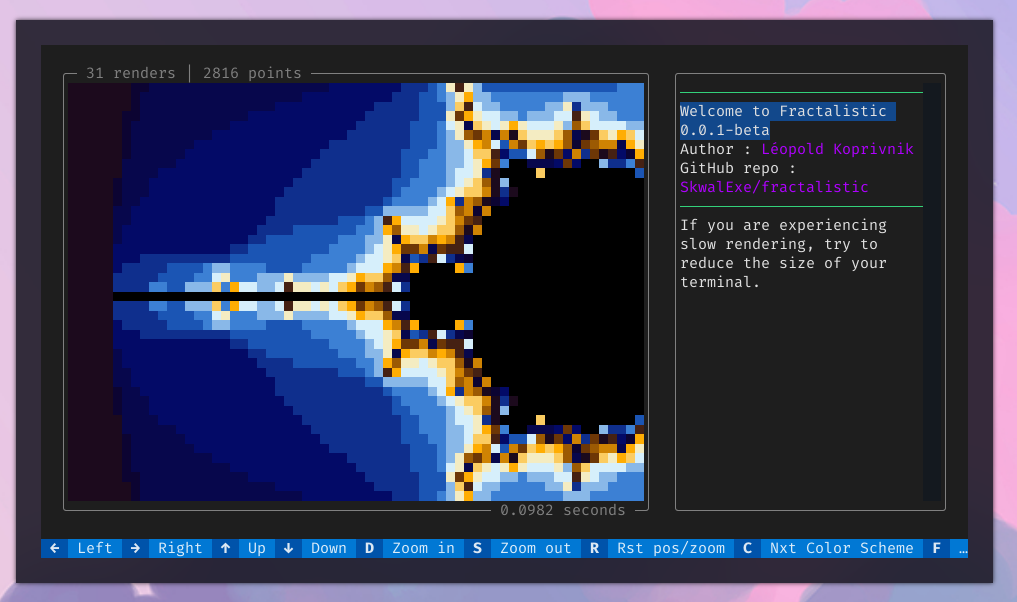 31 renders │ 2816 points
Welcome to Fractalistic
0.0.1-beta
Author : Léopold Koprivnik
GitHub repo :
SkwalExe/fractalistic
If you are experiencing
slow rendering, try to
reduce the size of your
terminal.
0.0982 seconds
← Left → Right ↑ Up ↓ Down D Zoom in S Zoom out R Rst pos/zoom C Nxt Color Scheme F …